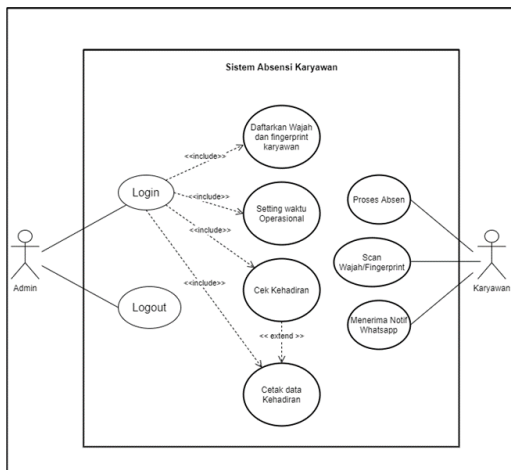 Sistem Absensi Karyawan
Daftarkan Wajah
dan fingerprint
karyawan
<<include>>
Login
<<include>>
Setting waktu
Operasional
Proses Absen
<<include>>
Admin
Scan
Wajah/Fingerprint
Karyawan
<<include>>
Cek Kehadiran
Logout
Menerima Notif
Whatsapp
<< extend >>
Cetak data
Kehadiran